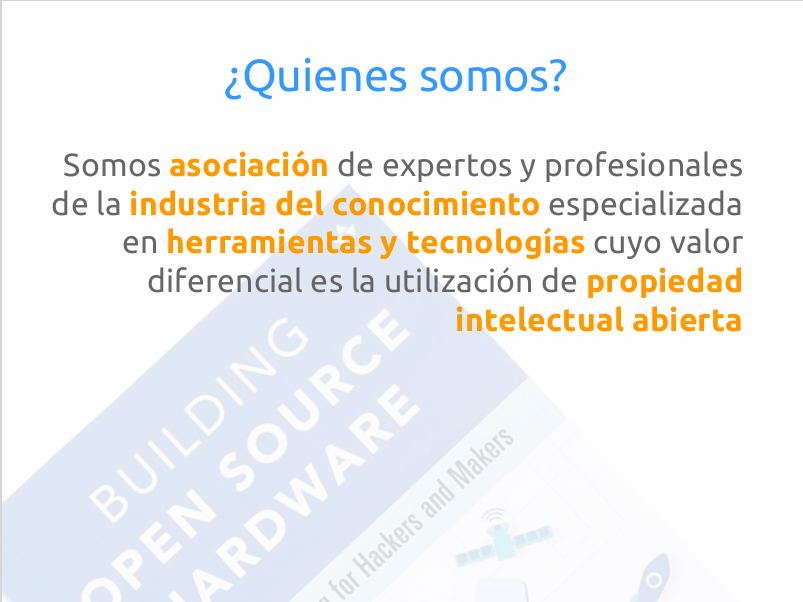 ¿Quienes somos?
Somos asociación de expertos y profesionales
de la industria del conocimiento especializada
en herramientas y tecnologías cuyo valor
diferencial es la utilización de propiedad
intelectual abierta
BUILDING
OPEN SOURCE
HARDWARE
for Hackers and Makers